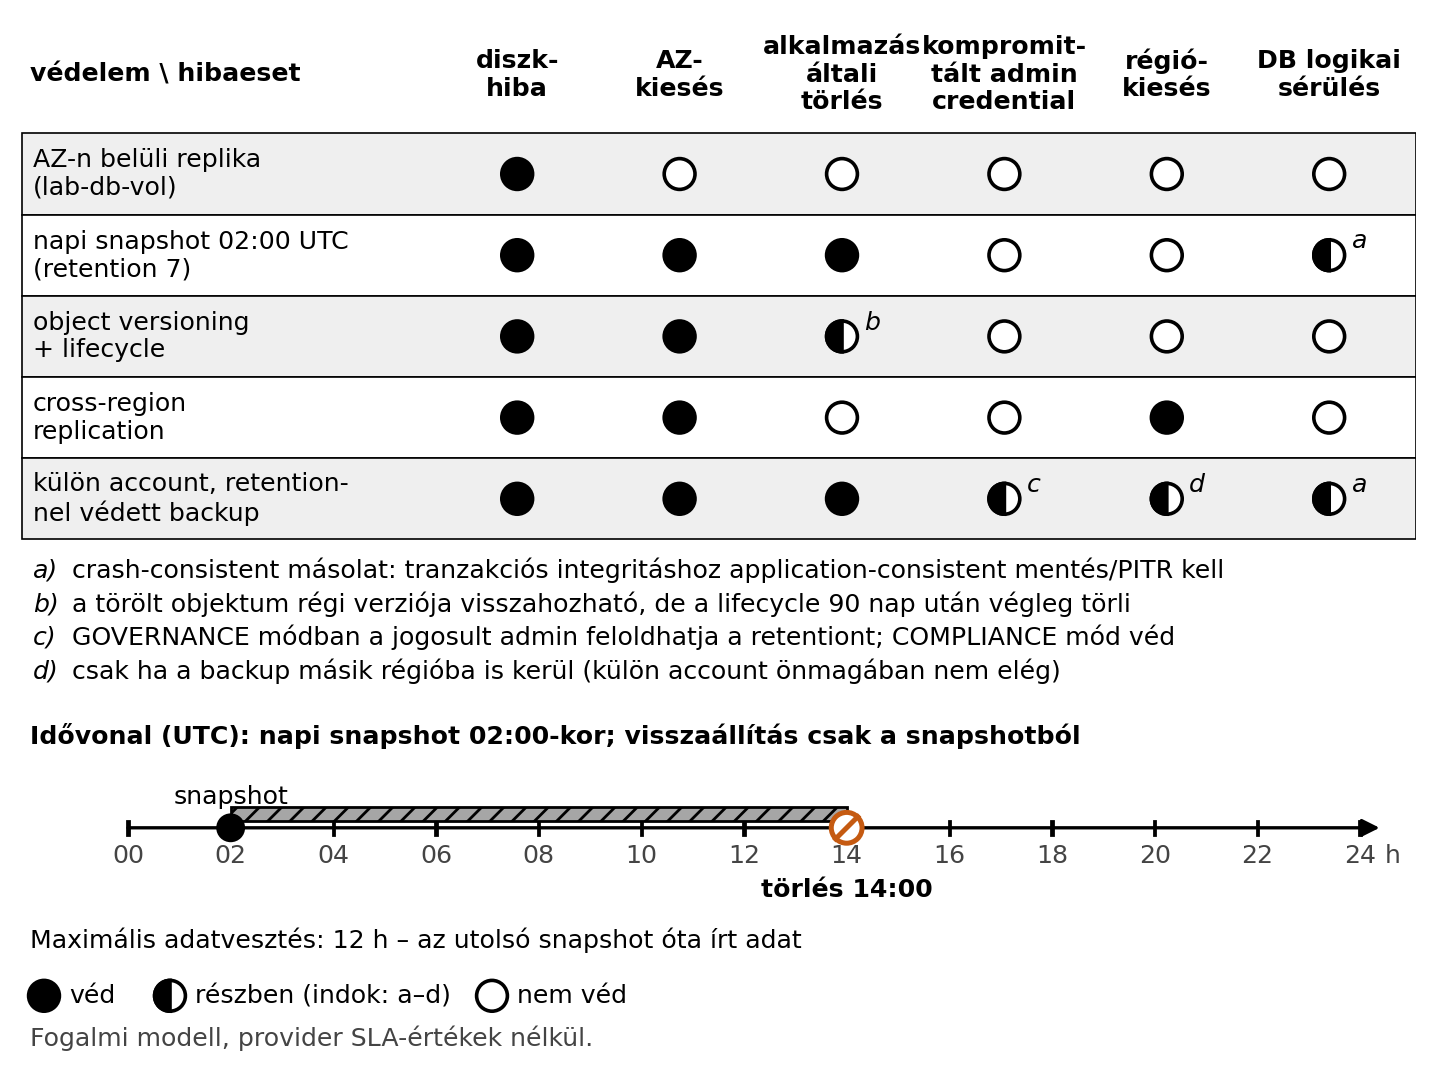 védelem \ hibaeset
diszk-
hiba
AZ-
kiesés
alkalmazás
általi
törlés
kompromit-
tált admin
credential
régió-
kiesés
DB logikai
sérülés
AZ-n belüli replika
(lab-db-vol)
napi snapshot 02:00 UTC
(retention 7)
a
object versioning
+ lifecycle
b
cross-region
replication
külön account, retention-
nel védett backup
c
d
a
a) crash-consistent másolat: tranzakciós integritáshoz application-consistent mentés/PITR kell
b) a törölt objektum régi verziója visszahozható, de a lifecycle 90 nap után végleg törli
c) GOVERNANCE módban a jogosult admin feloldhatja a retentiont; COMPLIANCE mód véd
d) csak ha a backup másik régióba is kerül (külön account önmagában nem elég)
Idővonal (UTC): napi snapshot 02:00-kor; visszaállítás csak a snapshotból
snapshot
00 02 04 06 08 10 12 14 16 18 20 22 24 h
törlés 14:00
Maximális adatvesztés: 12 h – az utolsó snapshot óta írt adat
véd részben (indok: a–d) nem véd
Fogalmi modell, provider SLA-értékek nélkül.